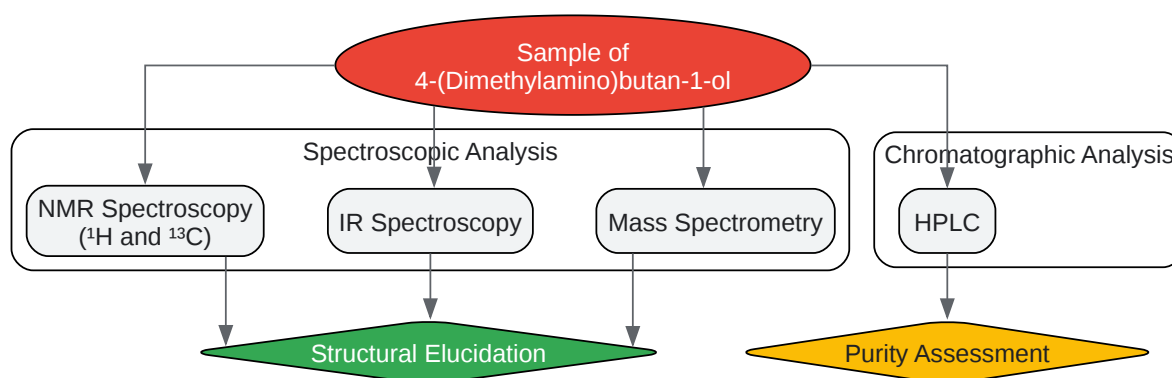 Sample of
4-(Dimethylamino)butan-1-ol
Spectroscopic Analysis
Chromatographic Analysis
NMR Spectroscopy
(¹H and ¹³C)
IR Spectroscopy
Mass Spectrometry
HPLC
Structural Elucidation
Purity Assessment